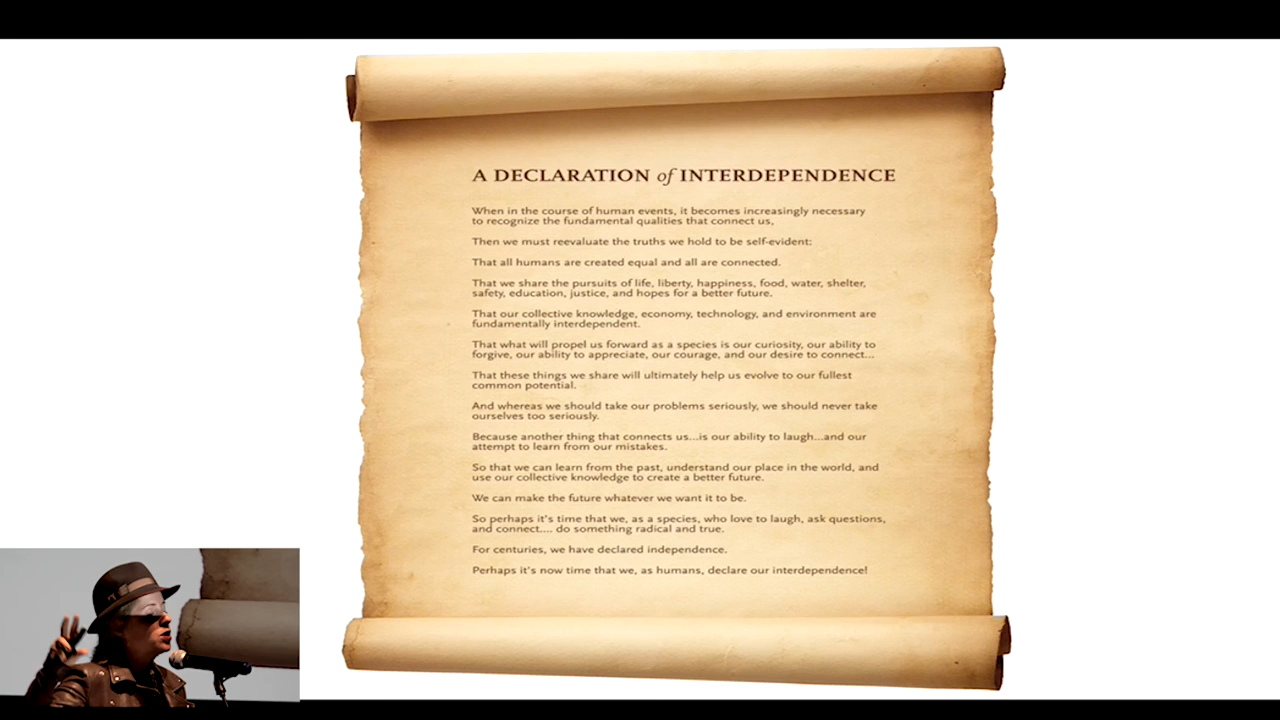 A DECLARATION of INTERDEPENDENCE
When in the course of human events, it becomes increasingly necessary
to recognize the fundamental qualities that connect us,
Then we must reevaluate the truths we hold to be self-evident:
That all humans are created equal and all are connected.
That we share the pursuits of life, liberty, happiness, food, water, shelter,
safety, education, justice, and hopes for a better future.
That our collective knowledge, economy, technology, and environment are
fundamentally interdependent.
That what will propel us forward as a species is our curiosity, our ability to
forgive, our ability to appreciate, our courage, and our desire to connect...
That these things we share will ultimately help us evolve to our fullest
common potential.
And whereas we should take our problems seriously, we should never take
ourselves too seriously.
Because another thing that connects us...is our ability to laugh...and our
attempt to learn from our mistakes.
So that we can learn from the past, understand our place in the world, and
use our collective knowledge to create a better future.
We can make the future whatever we want it to be.
So perhaps it's time that we, as a species, who love to laugh, ask questions,
and connect.... do something radical and true.
For centuries, we have declared independence.
Perhaps it's now time that we, as humans, declare our interdependence!